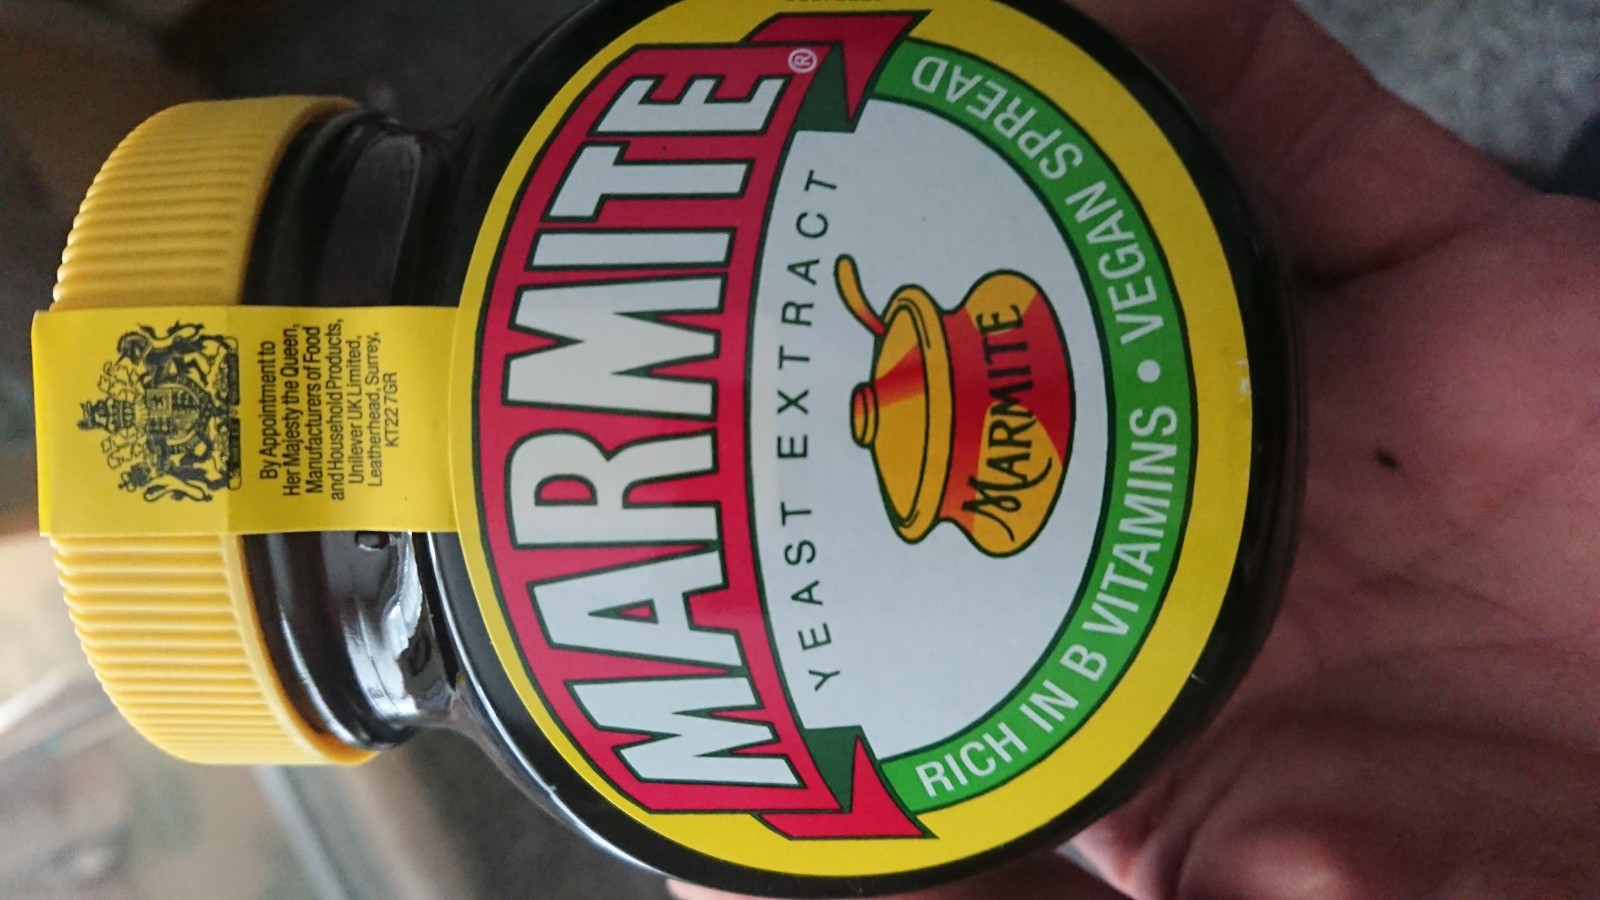 By Appointment to
Her Majesty the Queen,
Manufacturers of Food
and Household Products,
Unilever UK Limited,
Leatherhead, Surrey,
KT22 7GR
MARMITE®
YEAST EXTRACT
MARMITE
RICH IN B VITAMINS • VEGAN SPREAD